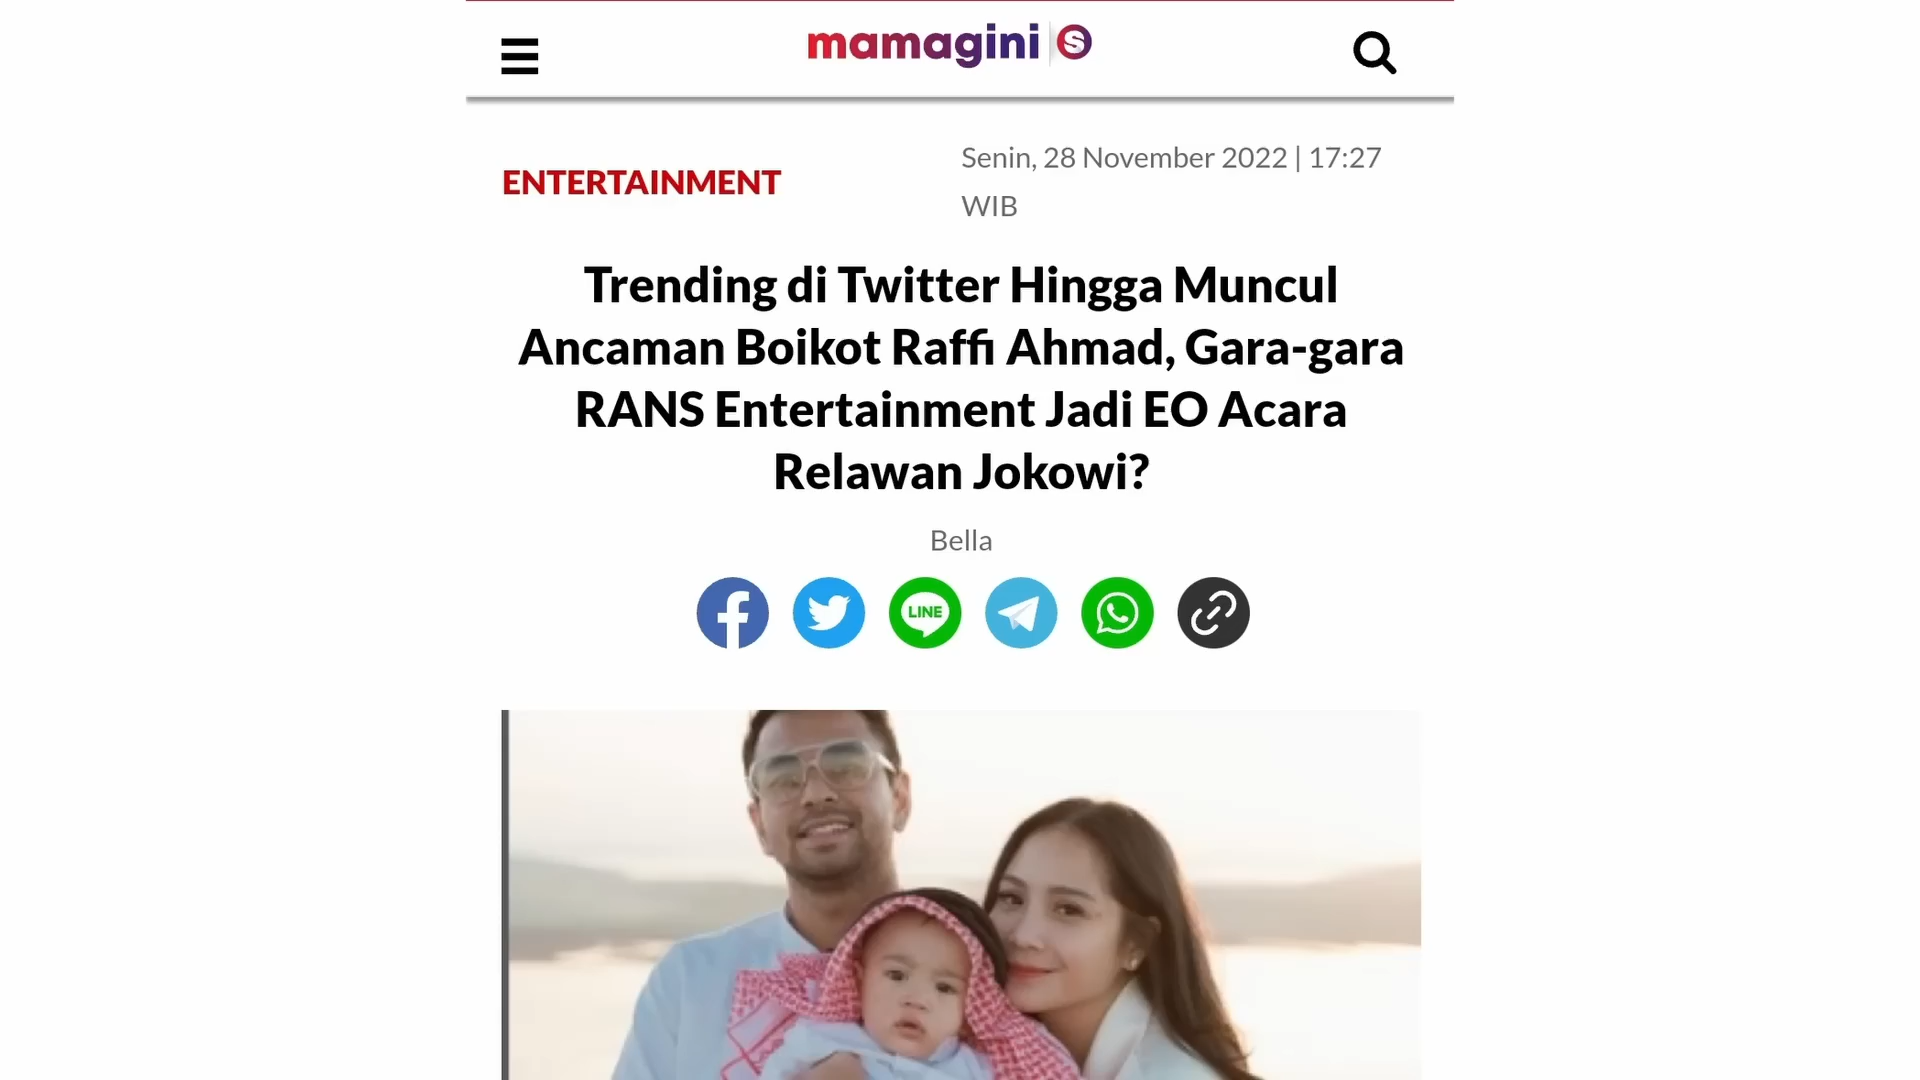 mamagini S
ENTERTAINMENT
Senin, 28 November 2022 | 17:27
WIB
Trending di Twitter Hingga Muncul
Ancaman Boikot Raffi Ahmad, Gara-gara
RANS Entertainment Jadi EO Acara
Relawan Jokowi?
Bella
LINE